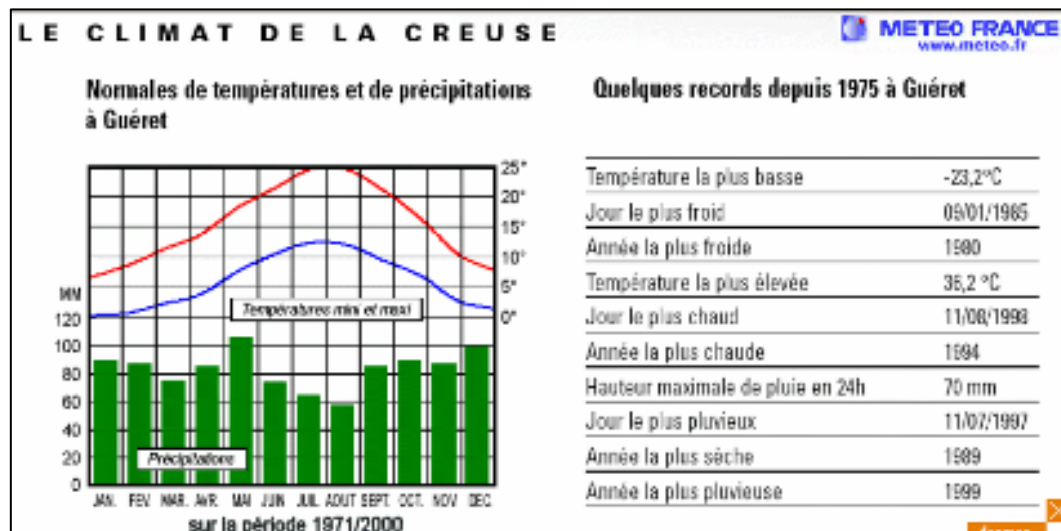 LE CLIMAT DE LA CREUSE
METEO FRANCE
www.meteo.fr
Normales de températures et de précipitations
à Guéret
25°
20°
15°
10°
5°
0°
MM
120
100
80
60
40
20
0
Températures mini et maxi
Précipitations
JAN. FEV. MAR. AVR. MAI JUIN JUIL. AOUT SEPT. OCT. NOV DEC.
sur la période 1971/2000
Quelques records depuis 1975 à Guéret
Température la plus basse -23,2°C
Jour le plus froid 09/01/1985
Année la plus froide 1980
Température la plus élevée 36,2 °C
Jour le plus chaud 11/08/1998
Année la plus chaude 1994
Hauteur maximale de pluie en 24h 70 mm
Jour le plus pluvieux 11/07/1997
Année la plus sèche 1989
Année la plus pluvieuse 1999